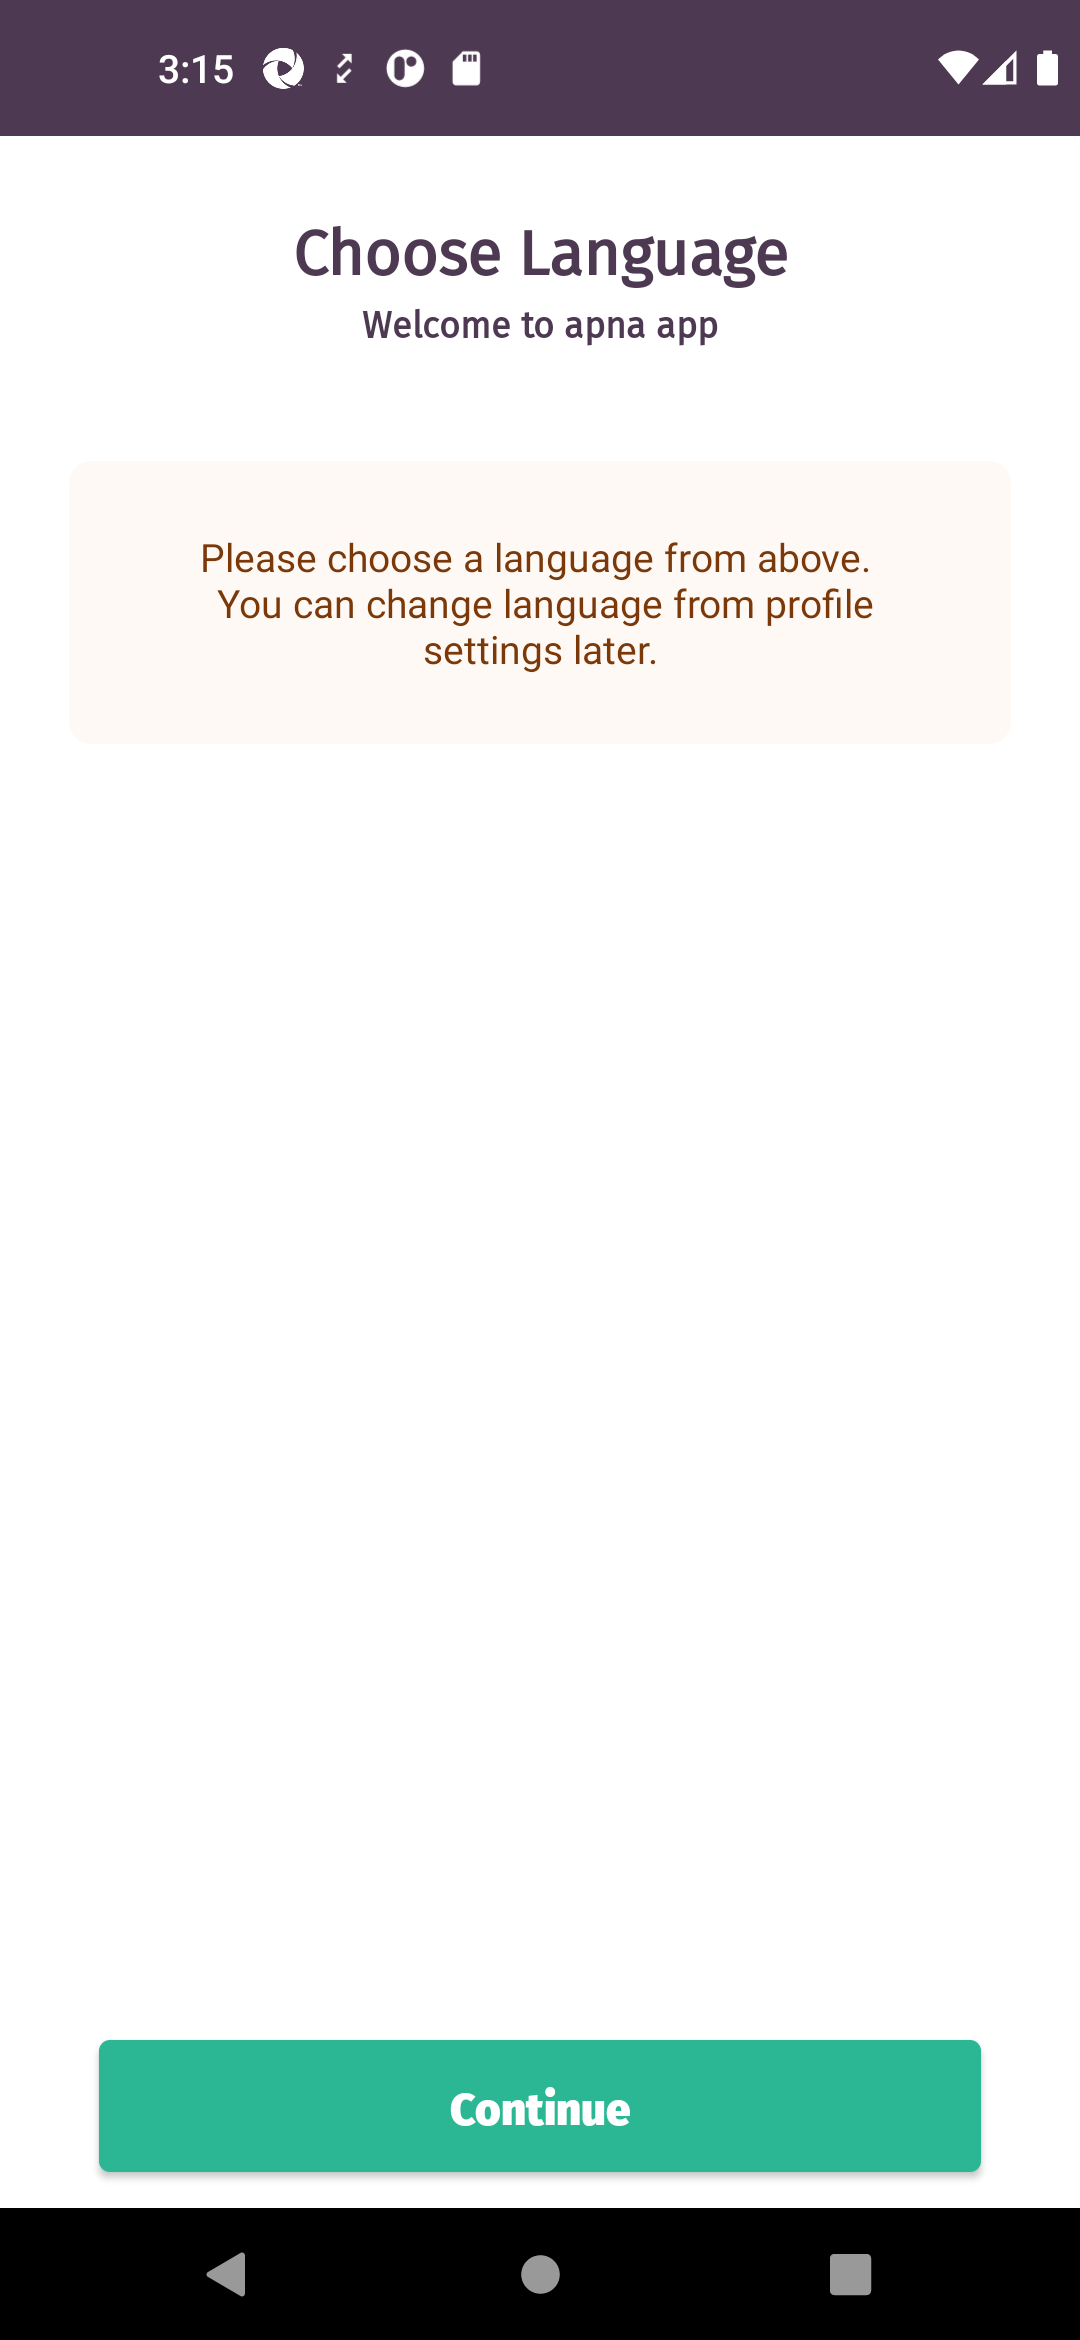 3:15
Choose Language
Welcome to apna app
Please choose a language from above.
You can change language from profile
settings later.
Continue